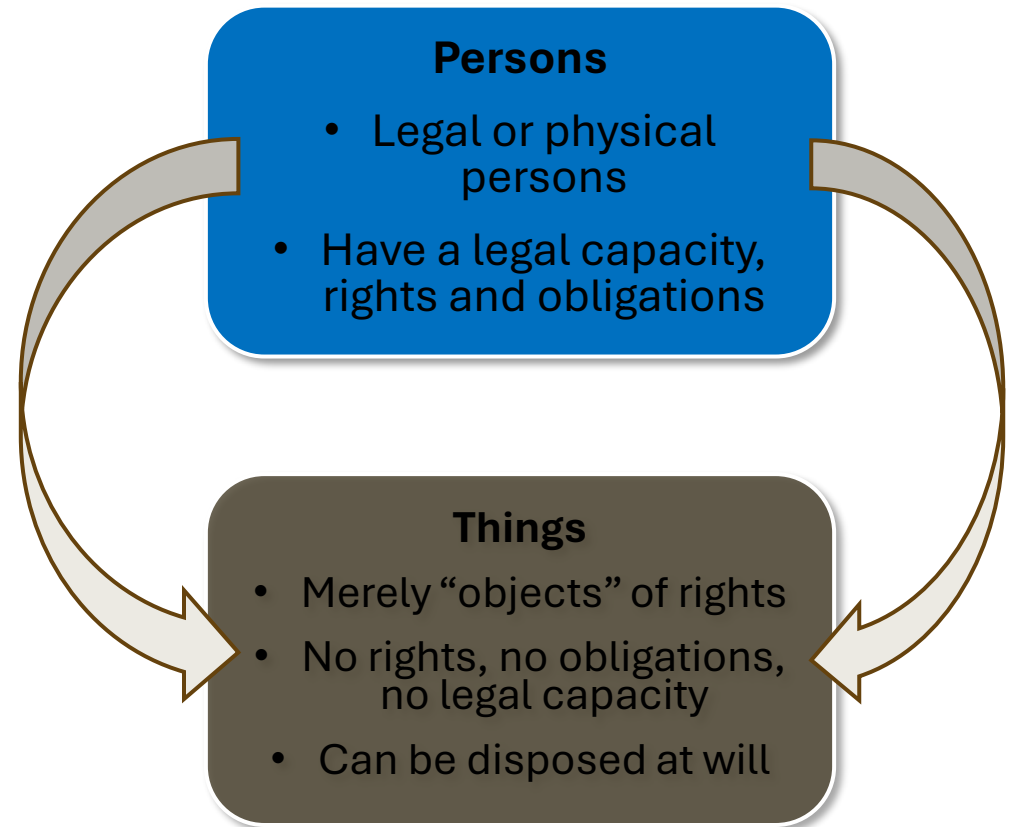 Persons
• Legal or physical
persons
• Have a legal capacity,
rights and obligations
Things
• Merely “objects” of rights
• No rights, no obligations,
no legal capacity
• Can be disposed at will